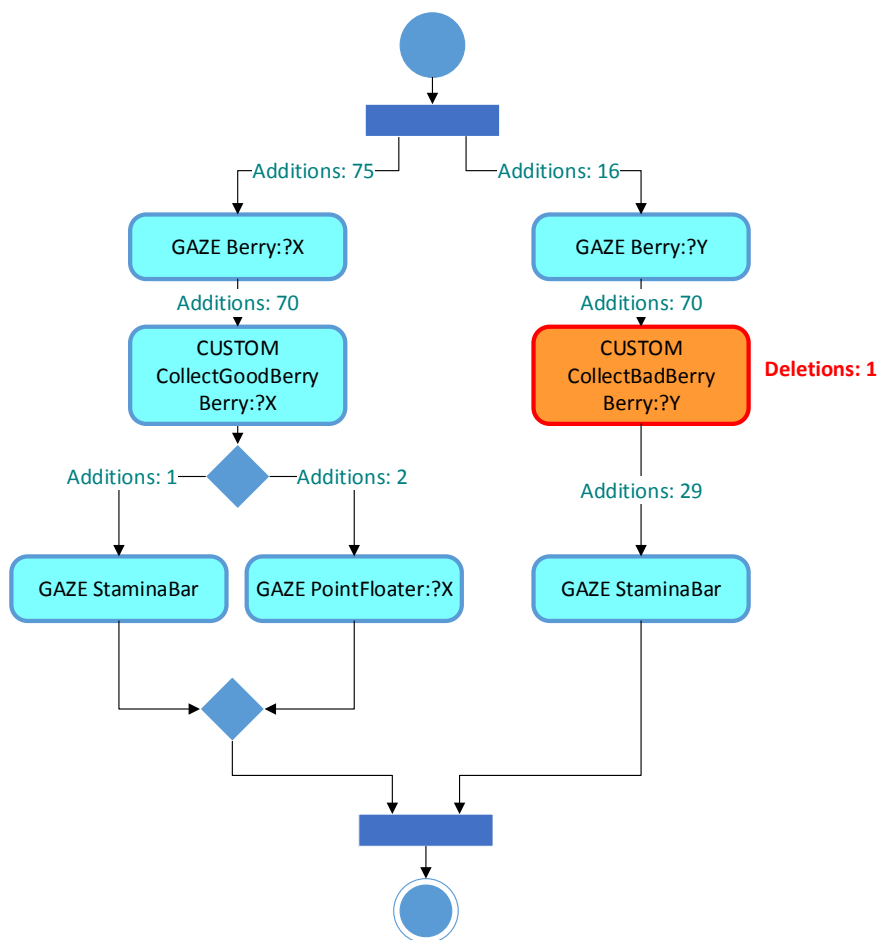 Additions: 75
Additions: 16
GAZE Berry:?X
GAZE Berry:?Y
Additions: 70
Additions: 70
CUSTOM
CollectGoodBerry
Berry:?X
CUSTOM
CollectBadBerry
Berry:?Y
Deletions: 1
Additions: 1
Additions: 2
Additions: 29
GAZE StaminaBar
GAZE PointFloater:?X
GAZE StaminaBar